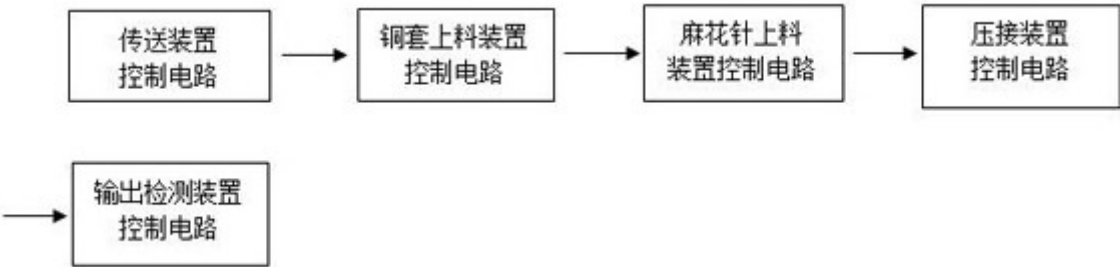 传送装置
控制电路
铜套上料装置
控制电路
麻花针上料
装置控制电路
压接装置
控制电路
输出检测装置
控制电路